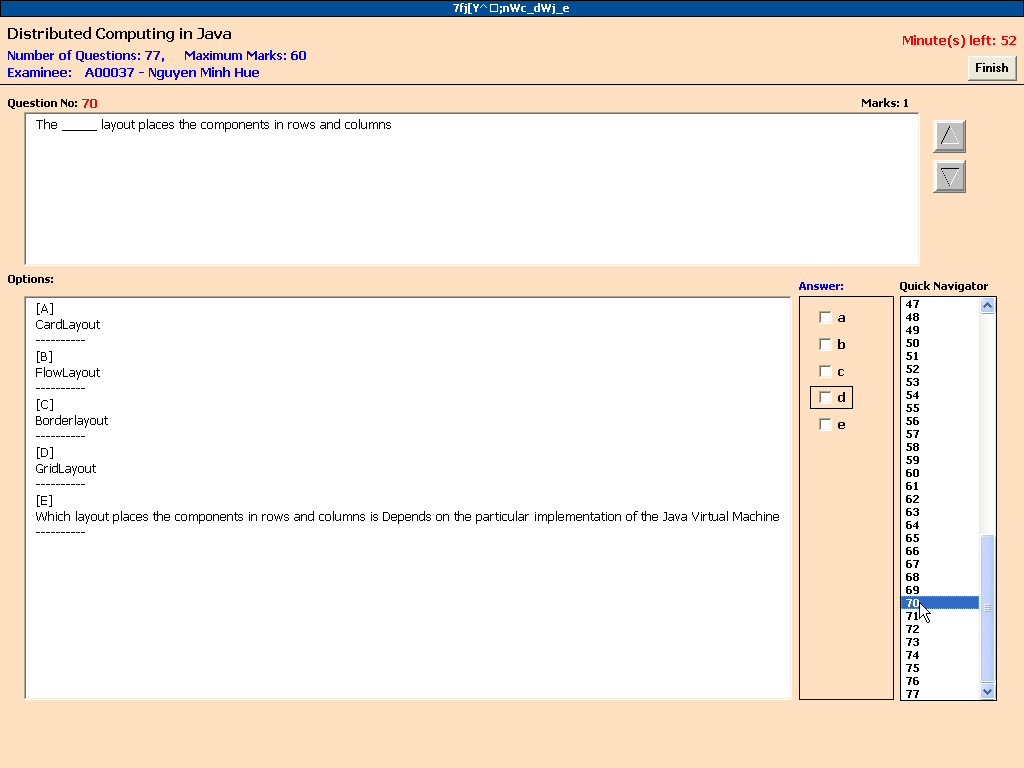 7fj[Y^□;nWc_dWj_e
Distributed Computing in Java
Number of Questions: 77, Maximum Marks: 60
Minute(s) left: 52
Examinee: A00037 - Nguyen Minh Hue
Finish
Question No: 70
Marks: 1
The _____ layout places the components in rows and columns
Options:
Answer:
Quick Navigator
[A]
CardLayout
----------
[B]
FlowLayout
----------
[C]
Borderlayout
----------
[D]
GridLayout
----------
[E]
Which layout places the components in rows and columns is Depends on the particular implementation of the Java Virtual Machine
----------
a
b
c
d
e
47
48
49
50
51
52
53
54
55
56
57
58
59
60
61
62
63
64
65
66
67
68
69
70
71
72
73
74
75
76
77